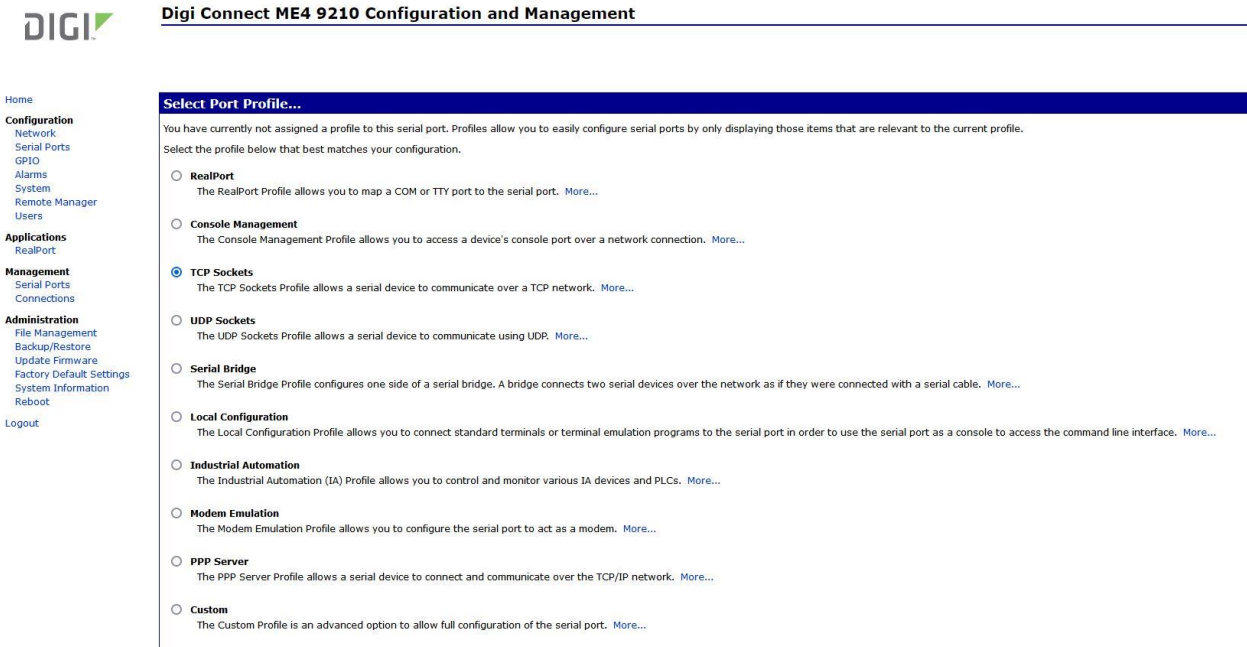 DIGI
Digi Connect ME4 9210 Configuration and Management
Home
Configuration
Network
Serial Ports
GPIO
Alarms
System
Remote Manager
Users
Applications
RealPort
Management
Serial Ports
Connections
Administration
File Management
Backup/Restore
Update Firmware
Factory Default Settings
System Information
Reboot
Logout
Select Port Profile...
You have currently not assigned a profile to this serial port. Profiles allow you to easily configure serial ports by only displaying those items that are relevant to the current profile.
Select the profile below that best matches your configuration.
RealPort
The RealPort Profile allows you to map a COM or TTY port to the serial port. More...
Console Management
The Console Management Profile allows you to access a device's console port over a network connection. More...
TCP Sockets
The TCP Sockets Profile allows a serial device to communicate over a TCP network. More...
UDP Sockets
The UDP Sockets Profile allows a serial device to communicate using UDP. More...
Serial Bridge
The Serial Bridge Profile configures one side of a serial bridge. A bridge connects two serial devices over the network as if they were connected with a serial cable. More...
Local Configuration
The Local Configuration Profile allows you to connect standard terminals or terminal emulation programs to the serial port in order to use the serial port as a console to access the command line interface. More...
Industrial Automation
The Industrial Automation (IA) Profile allows you to control and monitor various IA devices and PLCs. More...
Modem Emulation
The Modem Emulation Profile allows you to configure the serial port to act as a modem. More...
PPP Server
The PPP Server Profile allows a serial device to connect and communicate over the TCP/IP network. More...
Custom
The Custom Profile is an advanced option to allow full configuration of the serial port. More...